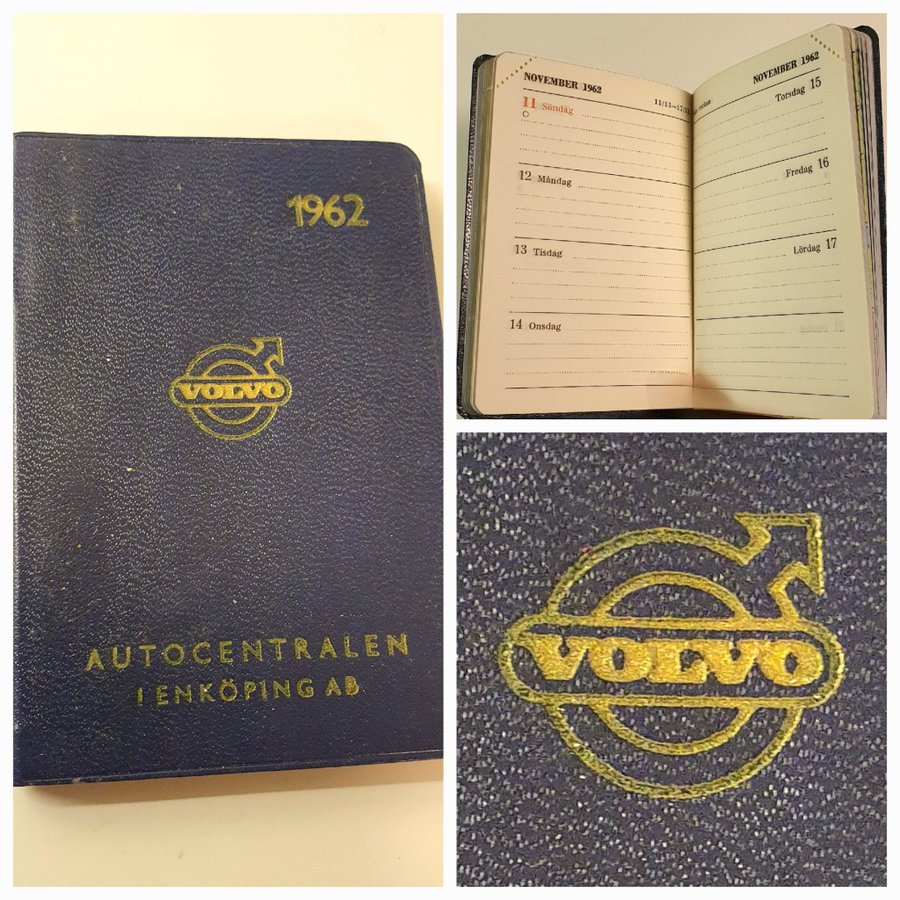 1962
VOLVO
AUTOCENTRALEN
I ENKÖPING AB
NOVEMBER 1962
11 Söndag
12 Måndag
13 Tisdag
14 Onsdag
NOVEMBER 1962
Torsdag 15
Fredag 16
Lördag 17
VOLVO